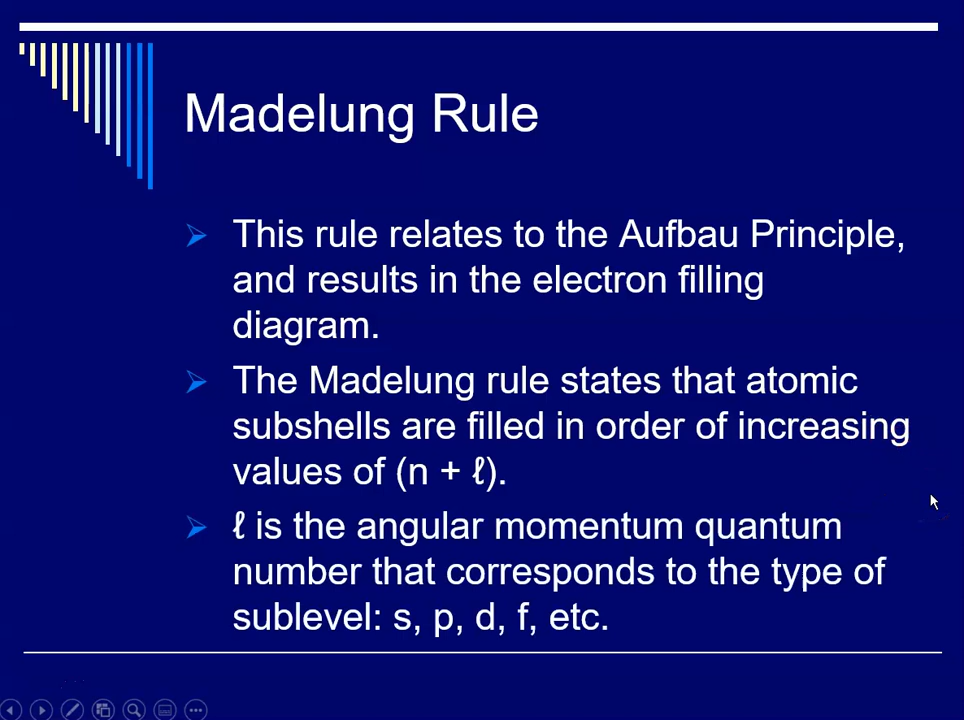 Madelung Rule
➢ This rule relates to the Aufbau Principle,
and results in the electron filling
diagram.
➢ The Madelung rule states that atomic
subshells are filled in order of increasing
values of (n + ℓ).
➢ ℓ is the angular momentum quantum
number that corresponds to the type of
sublevel: s, p, d, f, etc.